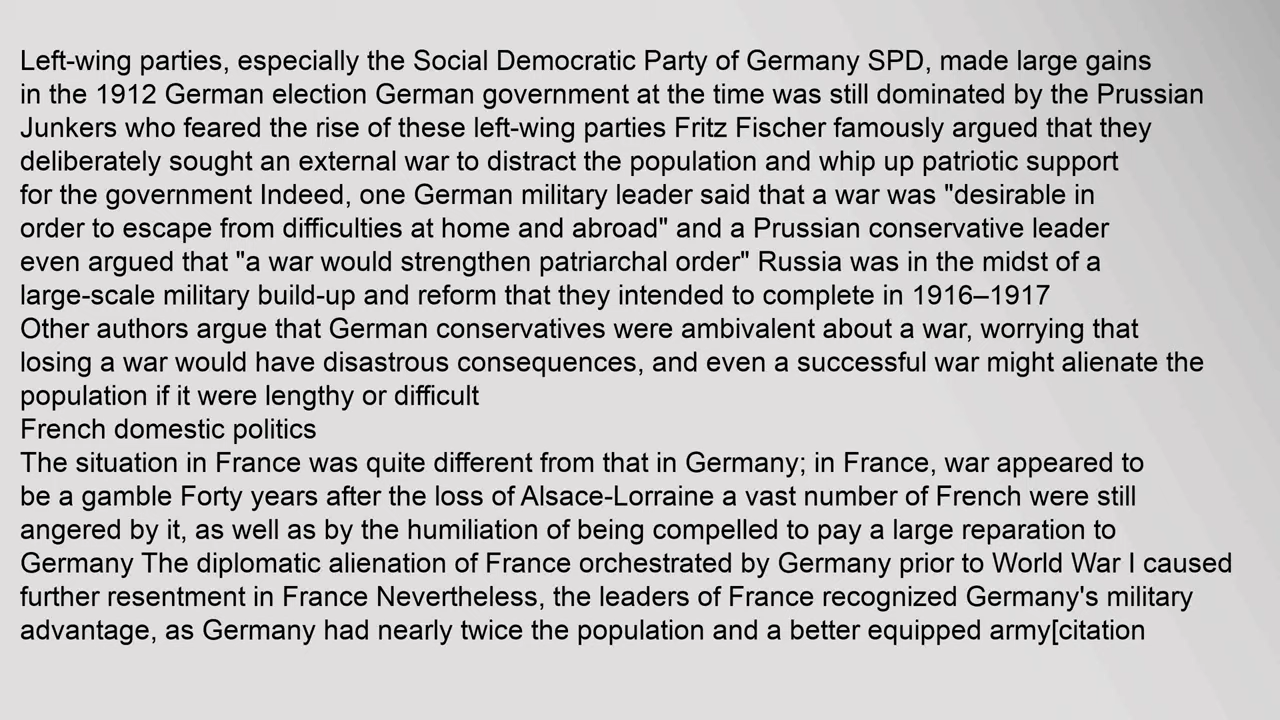 Left-wing parties, especially the Social Democratic Party of Germany SPD, made large gains
in the 1912 German election German government at the time was still dominated by the Prussian
Junkers who feared the rise of these left-wing parties Fritz Fischer famously argued that they
deliberately sought an external war to distract the population and whip up patriotic support
for the government Indeed, one German military leader said that a war was "desirable in
order to escape from difficulties at home and abroad" and a Prussian conservative leader
even argued that "a war would strengthen patriarchal order" Russia was in the midst of a
large-scale military build-up and reform that they intended to complete in 1916–1917
Other authors argue that German conservatives were ambivalent about a war, worrying that
losing a war would have disastrous consequences, and even a successful war might alienate the
population if it were lengthy or difficult
French domestic politics
The situation in France was quite different from that in Germany; in France, war appeared to
be a gamble Forty years after the loss of Alsace-Lorraine a vast number of French were still
angered by it, as well as by the humiliation of being compelled to pay a large reparation to
Germany The diplomatic alienation of France orchestrated by Germany prior to World War I caused
further resentment in France Nevertheless, the leaders of France recognized Germany's military
advantage, as Germany had nearly twice the population and a better equipped army[citation